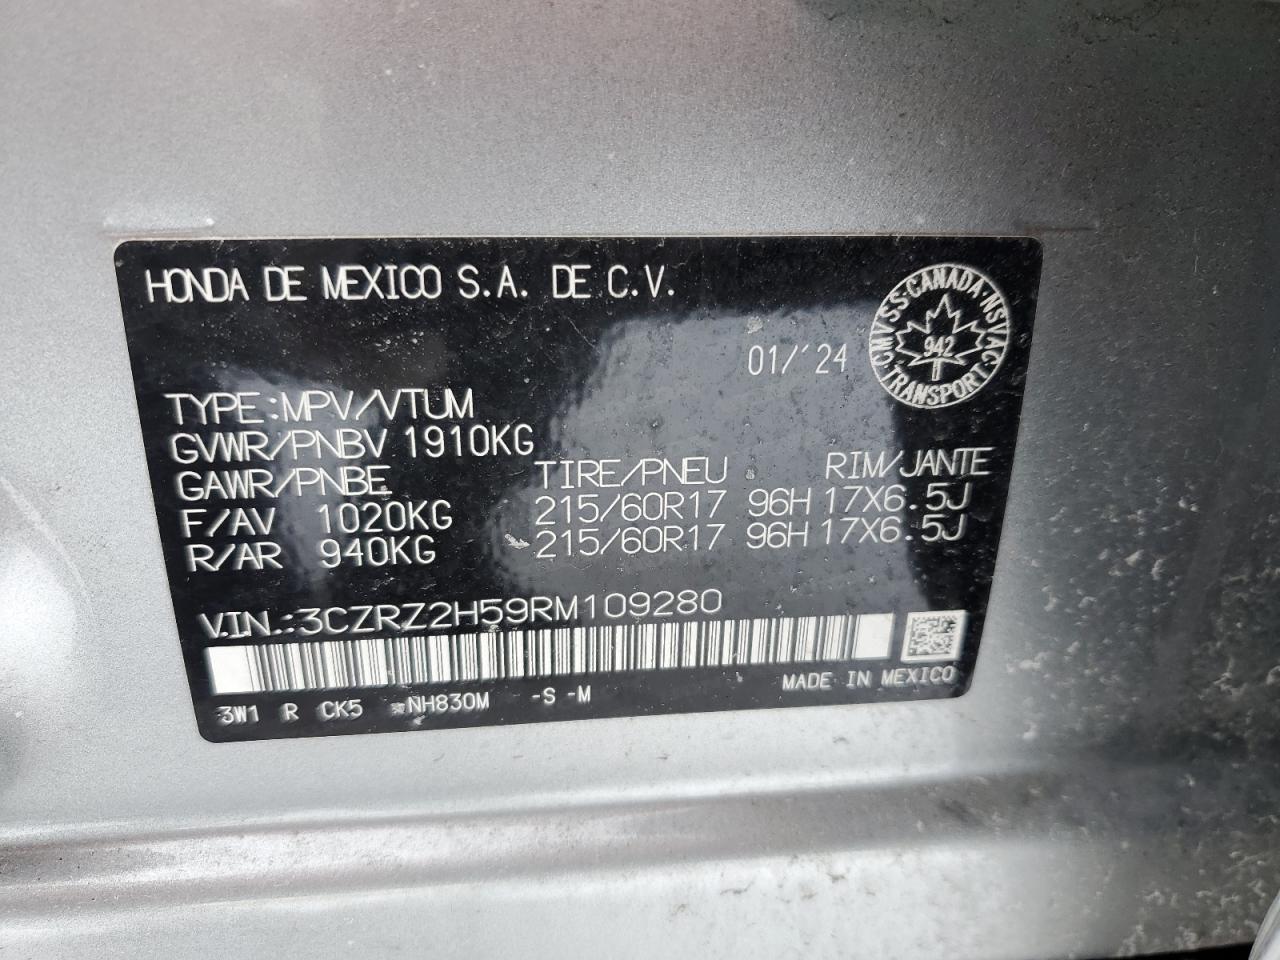 HONDA DE MEXICO S.A. DE C.V.
CMVSS·CANADA·NSVAC·TRANSPORT·
942
01/'24
TYPE:MPV/VTUM
GVWR/PNBV 1910KG
GAWR/PNBE TIRE/PNEU RIM/JANTE
F/AV 1020KG 215/60R17 96H 17X6.5J
R/AR 940KG 215/60R17 96H 17X6.5J
V.I.N.:3CZRZ2H59RM109280
MADE IN MEXICO
3W1 R CK5 *NH830M -S -M